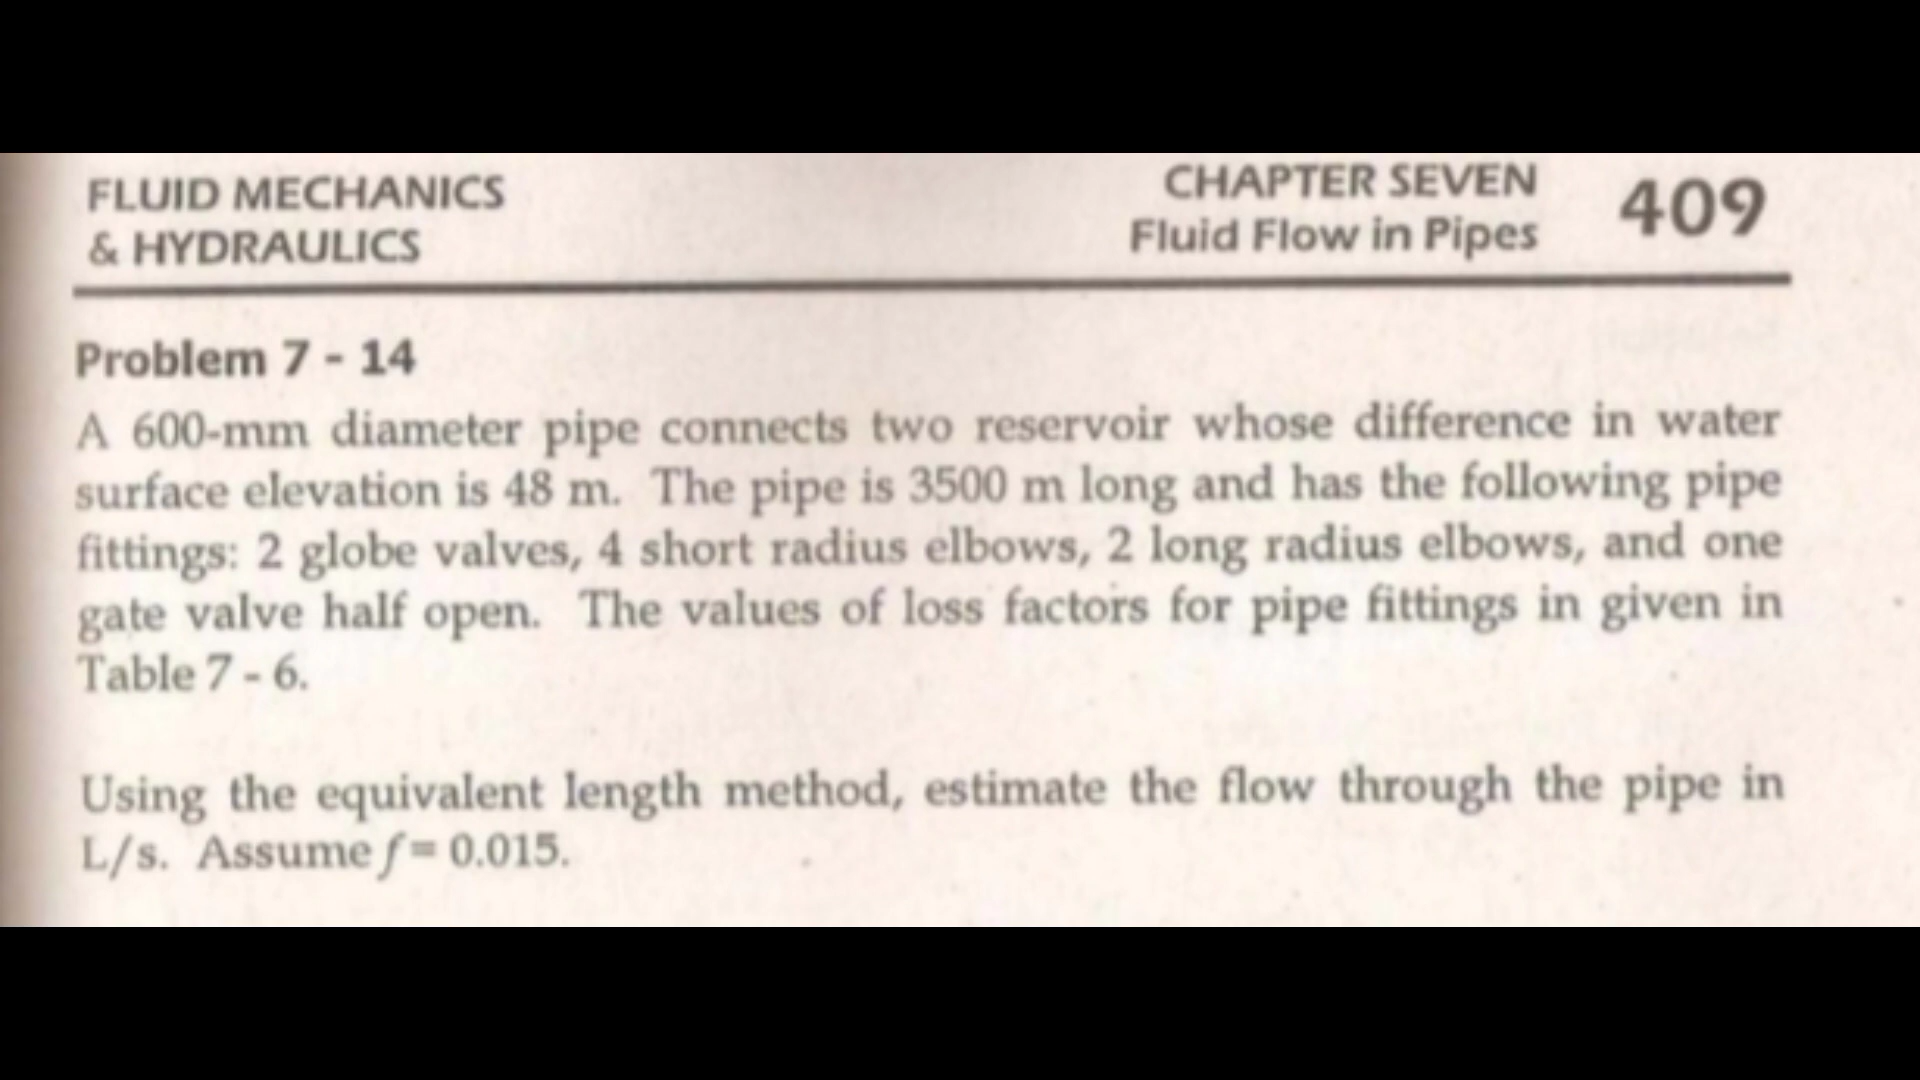 FLUID MECHANICS
& HYDRAULICS
CHAPTER SEVEN
Fluid Flow in Pipes
409
Problem 7 - 14
A 600-mm diameter pipe connects two reservoir whose difference in water
surface elevation is 48 m. The pipe is 3500 m long and has the following pipe
fittings: 2 globe valves, 4 short radius elbows, 2 long radius elbows, and one
gate valve half open. The values of loss factors for pipe fittings in given in
Table 7 - 6.
Using the equivalent length method, estimate the flow through the pipe in
L/s. Assume f = 0.015.